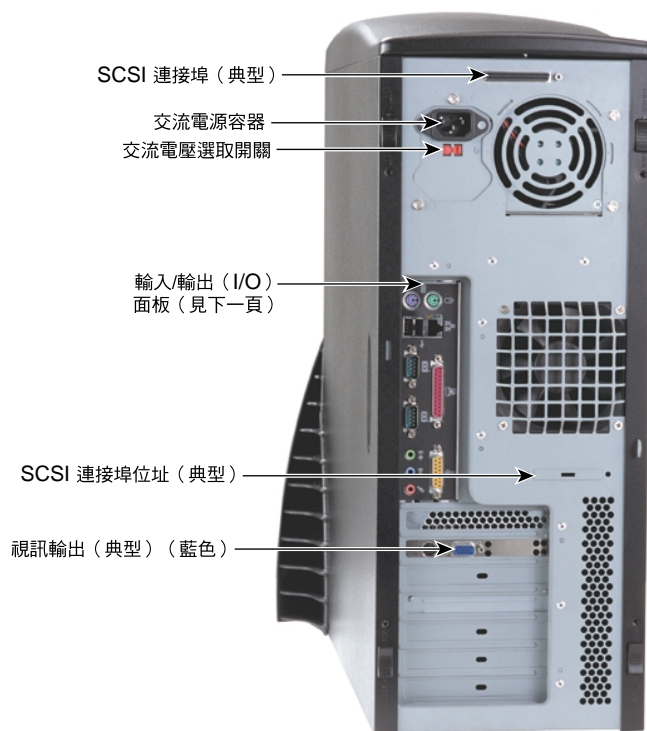 SCSI 連接埠（典型）
交流電源容器
交流電壓選取開關
輸入/輸出（I/O）
面板（見下一頁）
SCSI 連接埠位址（典型）
視訊輸出（典型）（藍色）